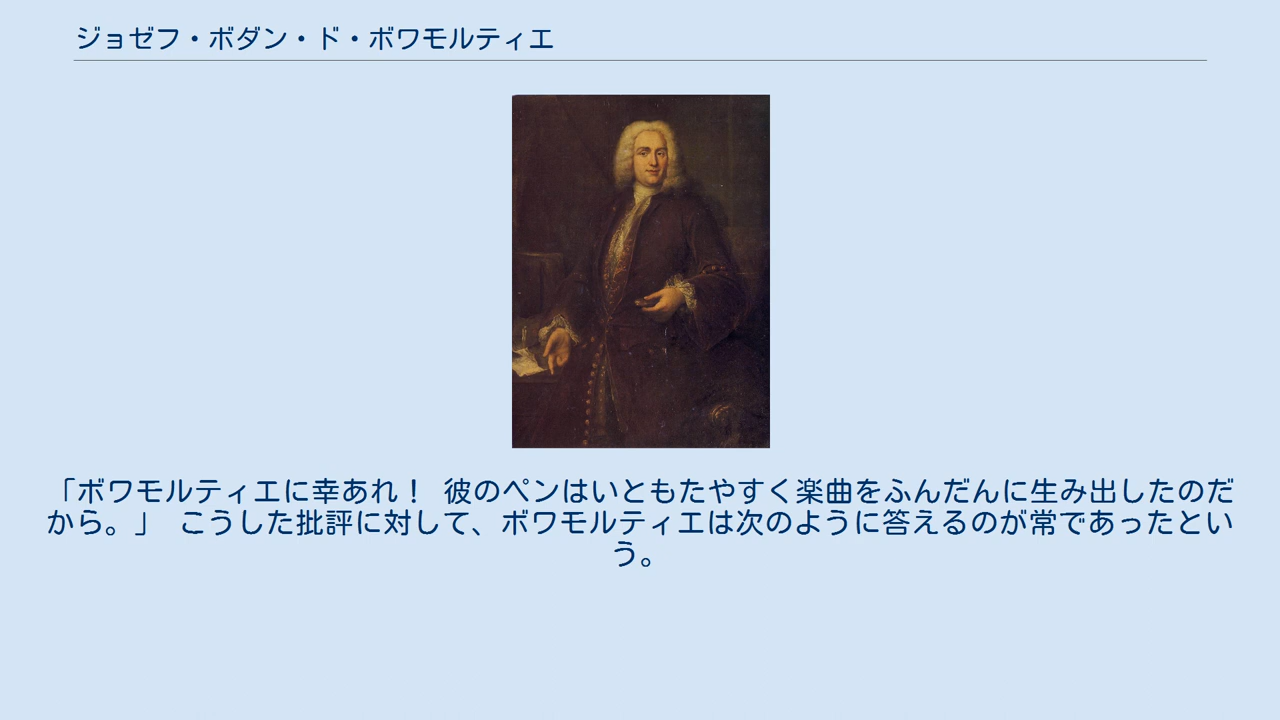 ジョゼフ・ボダン・ド・ボワモルティエ
「ボワモルティエに幸あれ！ 彼のペンはいともたやすく楽曲をふんだんに生み出したのだ
から。」 こうした批評に対して、ボワモルティエは次のように答えるのが常であったとい
う。